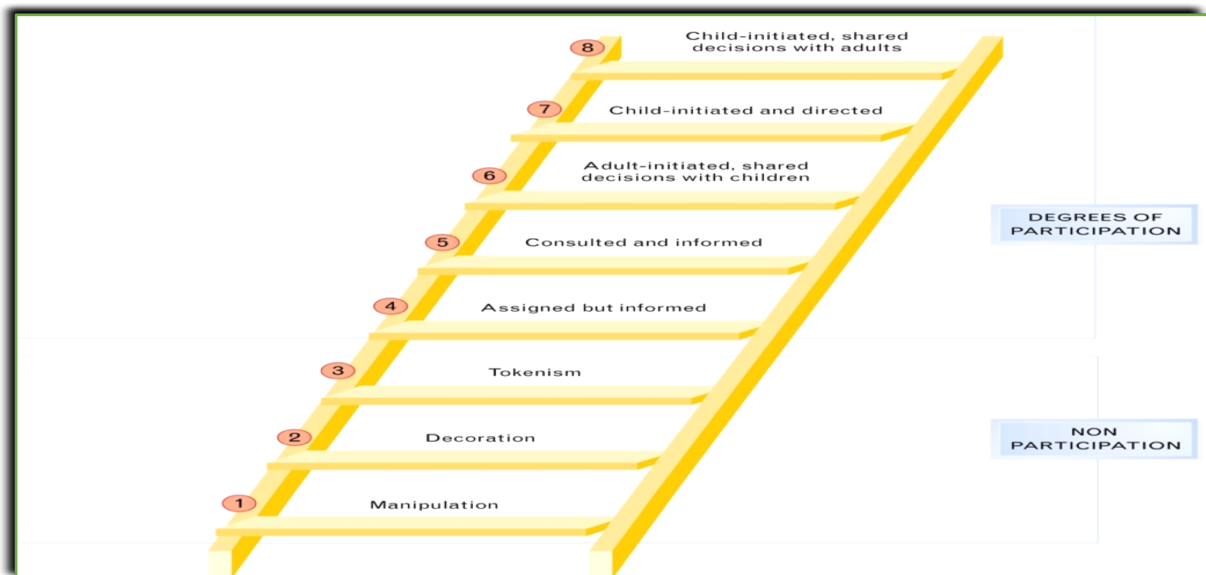 8
Child-initiated, shared
decisions with adults
7
Child-initiated and directed
6
Adult-initiated, shared
decisions with children
5
Consulted and informed
4
Assigned but informed
3
Tokenism
2
Decoration
1
Manipulation
DEGREES OF
PARTICIPATION
NON
PARTICIPATION